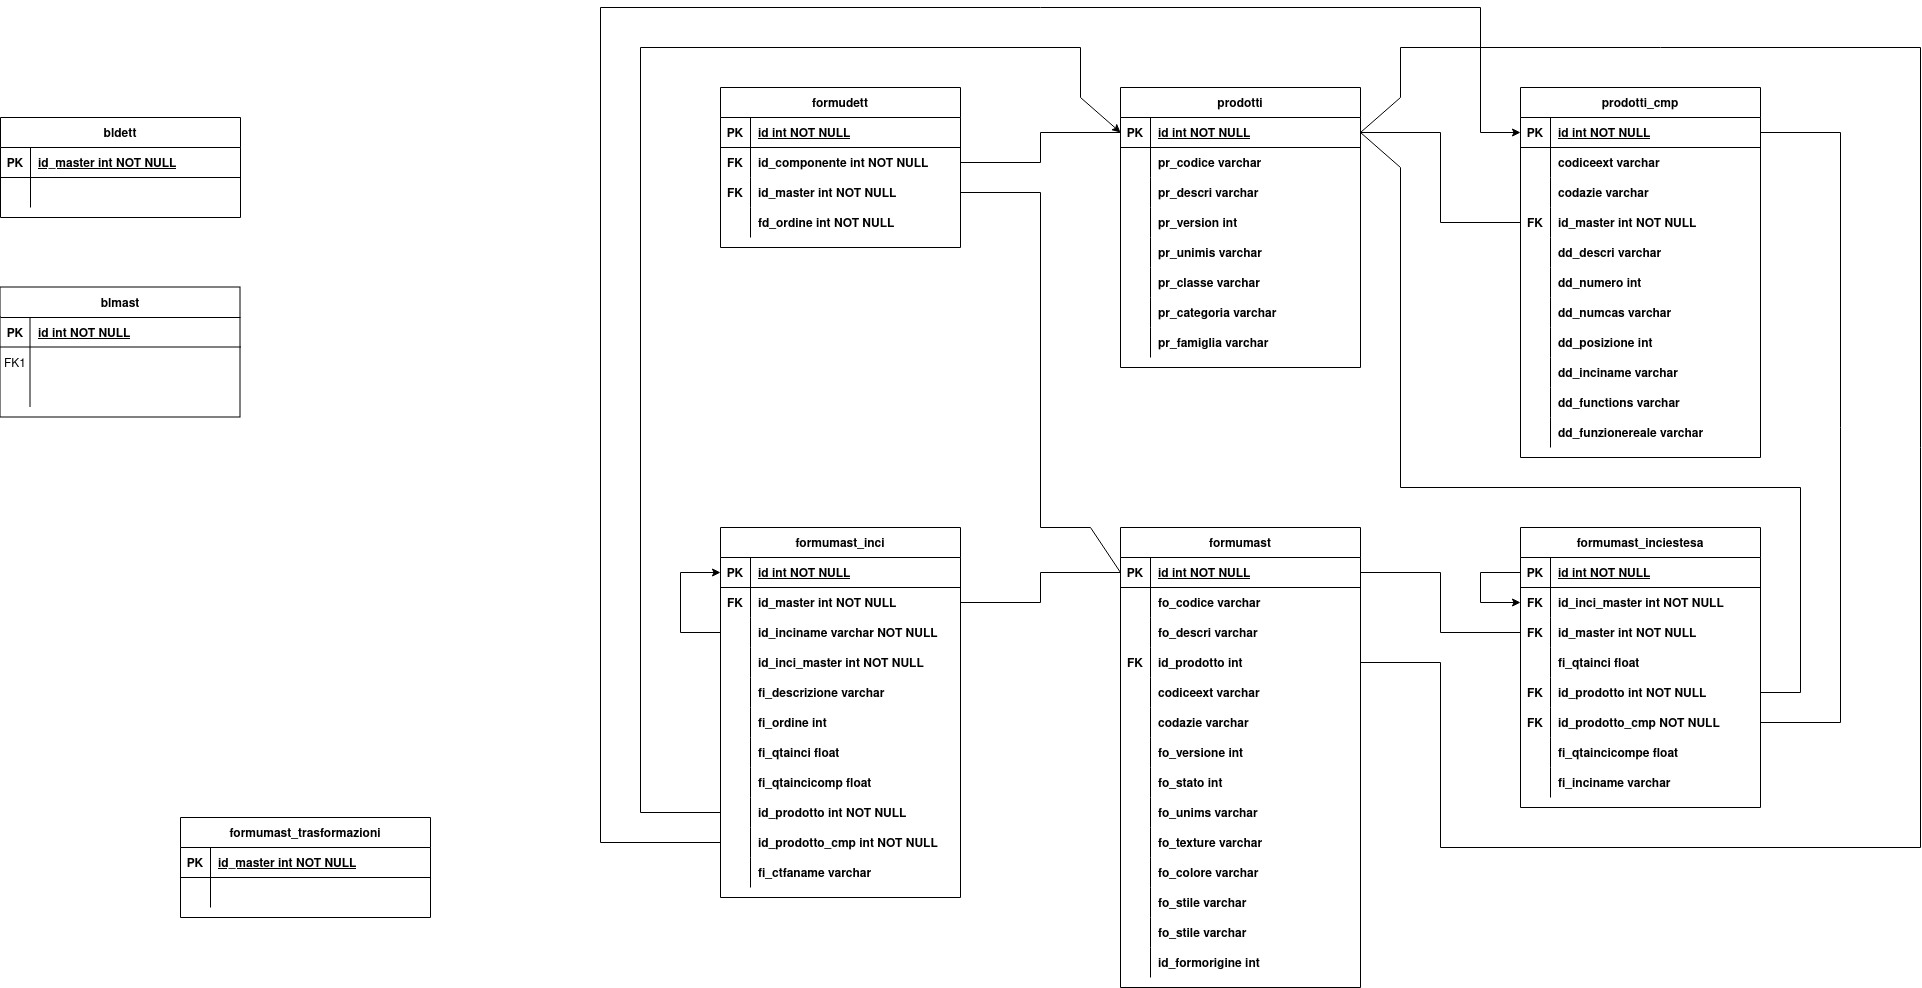 bldett
PK id_master int NOT NULL
blmast
PK id int NOT NULL
FK1
formumast_trasformazioni
PK id_master int NOT NULL
formudett
PK id int NOT NULL
FK id_componente int NOT NULL
FK id_master int NOT NULL
fd_ordine int NOT NULL
prodotti
PK id int NOT NULL
pr_codice varchar
pr_descri varchar
pr_version int
pr_unimis varchar
pr_classe varchar
pr_categoria varchar
pr_famiglia varchar
prodotti_cmp
PK id int NOT NULL
codiceext varchar
codazie varchar
FK id_master int NOT NULL
dd_descri varchar
dd_numero int
dd_numcas varchar
dd_posizione int
dd_inciname varchar
dd_functions varchar
dd_funzionereale varchar
formumast_inci
PK id int NOT NULL
FK id_master int NOT NULL
id_inciname varchar NOT NULL
id_inci_master int NOT NULL
fi_descrizione varchar
fi_ordine int
fi_qtainci float
fi_qtaincicomp float
id_prodotto int NOT NULL
id_prodotto_cmp int NOT NULL
fi_ctfaname varchar
formumast
PK id int NOT NULL
fo_codice varchar
fo_descri varchar
FK id_prodotto int
codiceext varchar
codazie varchar
fo_versione int
fo_stato int
fo_unims varchar
fo_texture varchar
fo_colore varchar
fo_stile varchar
fo_stile varchar
id_formorigine int
formumast_inciestesa
PK id int NOT NULL
FK id_inci_master int NOT NULL
FK id_master int NOT NULL
fi_qtainci float
FK id_prodotto int NOT NULL
FK id_prodotto_cmp NOT NULL
fi_qtaincicompe float
fi_inciname varchar